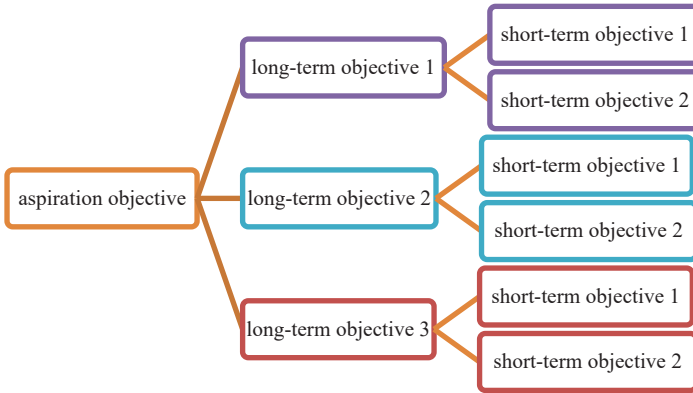 short-term objective 1
long-term objective 1
short-term objective 2
short-term objective 1
aspiration objective
long-term objective 2
short-term objective 2
short-term objective 1
long-term objective 3
short-term objective 2